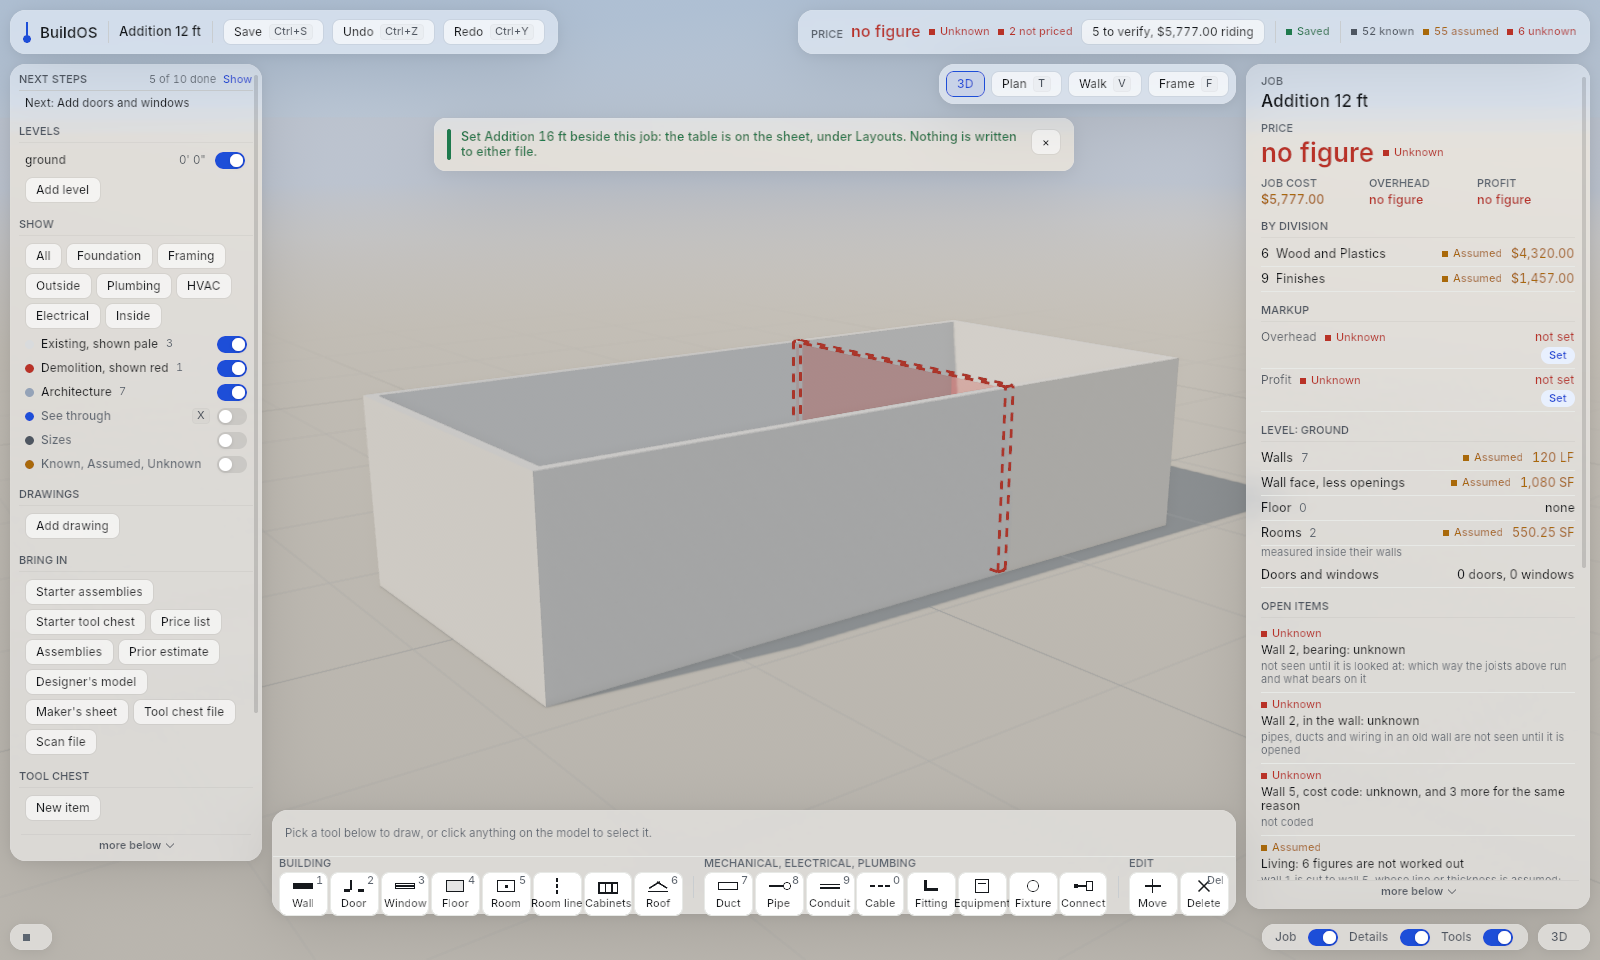 BuildOS
Addition 12 ft
Save Ctrl+S
Undo Ctrl+Z
Redo Ctrl+Y
PRICE no figure Unknown 2 not priced
5 to verify, $5,777.00 riding
Saved
52 known 55 assumed 6 unknown
NEXT STEPS 5 of 10 done Show
Next: Add doors and windows
LEVELS
ground 0' 0"
Add level
SHOW
All Foundation Framing
Outside Plumbing HVAC
Electrical Inside
Existing, shown pale 3
Demolition, shown red 1
Architecture 7
See through X
Sizes
Known, Assumed, Unknown
DRAWINGS
Add drawing
BRING IN
Starter assemblies
Starter tool chest Price list
Assemblies Prior estimate
Designer's model
Maker's sheet Tool chest file
Scan file
TOOL CHEST
New item
more below
3D Plan T Walk V Frame F
Set Addition 16 ft beside this job: the table is on the sheet, under Layouts. Nothing is written
to either file.
×
Pick a tool below to draw, or click anything on the model to select it.
BUILDING
1 Wall
2 Door
3 Window
4 Floor
5 Room
Room line
Cabinets
6 Roof
MECHANICAL, ELECTRICAL, PLUMBING
7 Duct
8 Pipe
9 Conduit
0 Cable
Fitting
Equipment
Fixture
Connect
EDIT
Move
Del Delete
JOB
Addition 12 ft
PRICE
no figure Unknown
JOB COST OVERHEAD PROFIT
$5,777.00 no figure no figure
BY DIVISION
6 Wood and Plastics Assumed $4,320.00
9 Finishes Assumed $1,457.00
MARKUP
Overhead Unknown not set
Set
Profit Unknown not set
Set
LEVEL: GROUND
Walls 7 Assumed 120 LF
Wall face, less openings Assumed 1,080 SF
Floor 0 none
Rooms 2 Assumed 550.25 SF
measured inside their walls
Doors and windows 0 doors, 0 windows
OPEN ITEMS
Unknown
Wall 2, bearing: unknown
not seen until it is looked at: which way the joists above run
and what bears on it
Unknown
Wall 2, in the wall: unknown
pipes, ducts and wiring in an old wall are not seen until it is
opened
Unknown
Wall 5, cost code: unknown, and 3 more for the same
reason
not coded
Assumed
Living: 6 figures are not worked out
wall 1 is cut to wall 5, whose line or thickness is assumed;
more below
Job Details Tools 3D